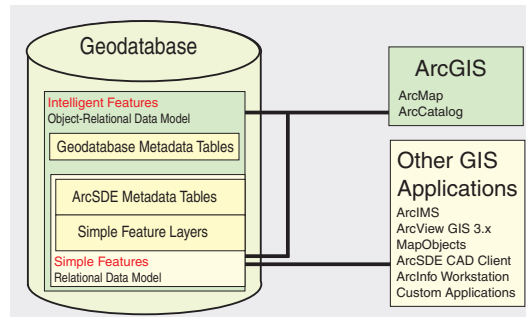 Geodatabase
Intelligent Features
Object-Relational Data Model
Geodatabase Metadata Tables
ArcSDE Metadata Tables
Simple Feature Layers
Simple Features
Relational Data Model
ArcGIS
ArcMap
ArcCatalog
Other GIS
Applications
ArcIMS
ArcView GIS 3.x
MapObjects
ArcSDE CAD Client
ArcInfo Workstation
Custom Applications